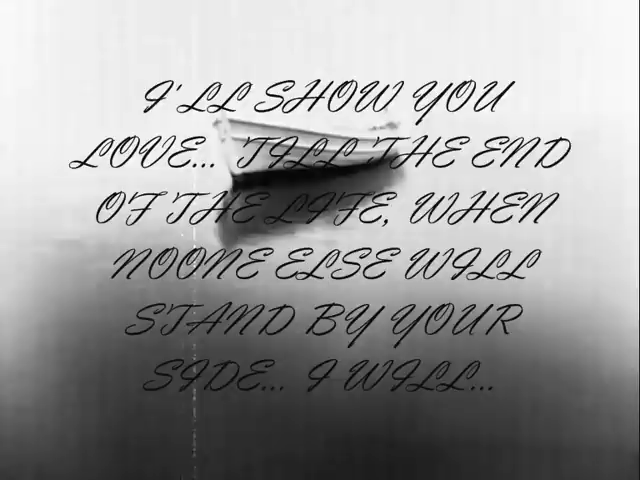 I'LL SHOW YOU
LOVE... TILL THE END
OF THE LIFE, WHEN
NOONE ELSE WILL
STAND BY YOUR
SIDE... I WILL...